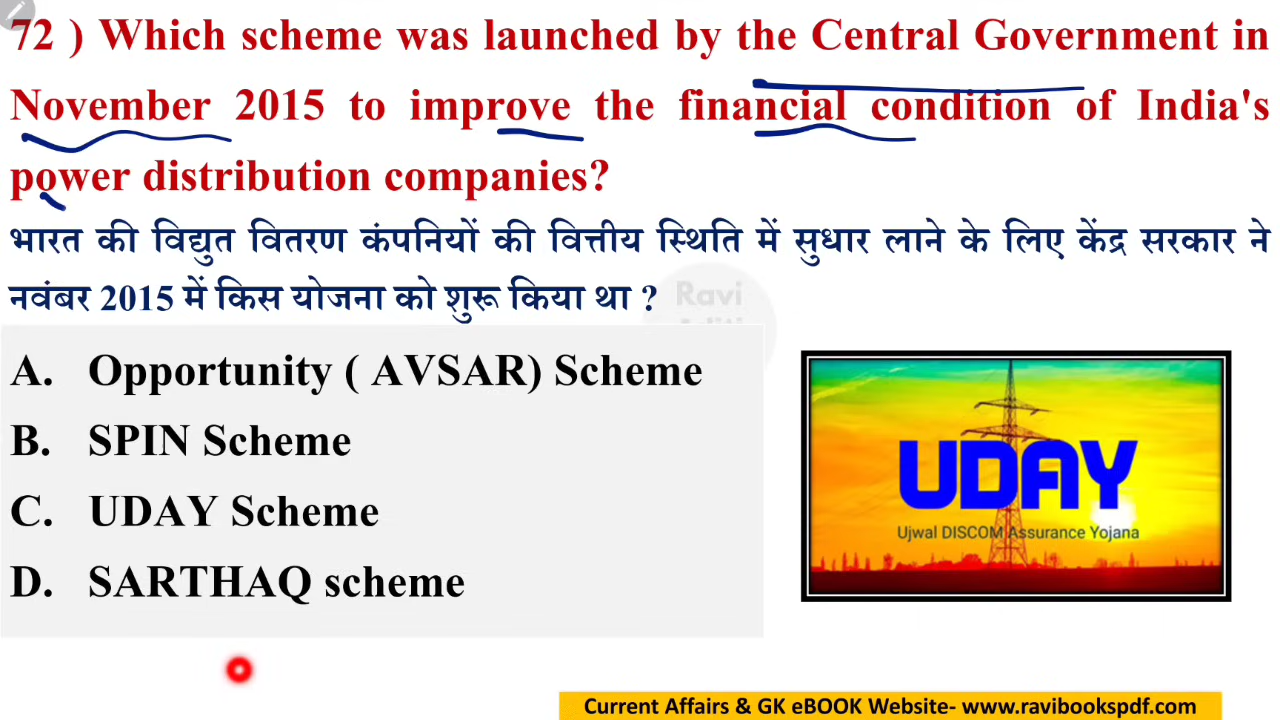 72 ) Which scheme was launched by the Central Government in
November 2015 to improve the financial condition of India's
power distribution companies?
भारत की विद्युत वितरण कंपनियों की वित्तीय स्थिति में सुधार लाने के लिए केंद्र सरकार ने
नवंबर 2015 में किस योजना को शुरू किया था ?
Ravi
A. Opportunity ( AVSAR) Scheme
B. SPIN Scheme
C. UDAY Scheme
D. SARTHAQ scheme
UDAY
Ujwal DISCOM Assurance Yojana
Current Affairs & GK eBOOK Website- www.ravibookspdf.com